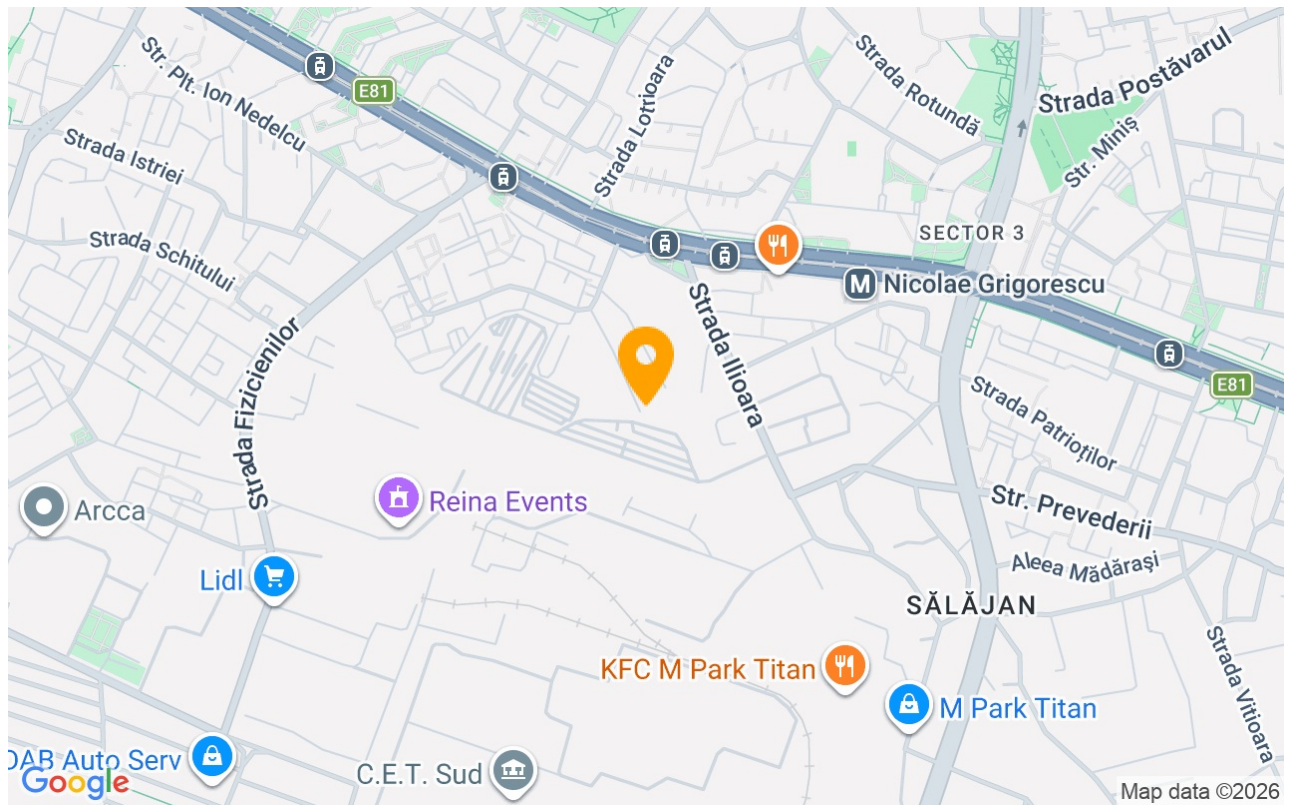 Str. Plt. Ion Nedelcu
E81
Strada Lotrioara
Strada Rotundă
Strada Postăvarul
Str. Miniș
Strada Istriei
Strada Schitului
SECTOR 3
M Nicolae Grigorescu
Strada Ilioara
Strada Fizicienilor
E81
Strada Patrioților
Arcca
Reina Events
Str. Prevederii
Aleea Mădărași
Lidl
SĂLĂJAN
KFC M Park Titan
M Park Titan
Strada Vitioara
DAB Auto Serv
C.E.T. Sud
Google
Map data ©2026